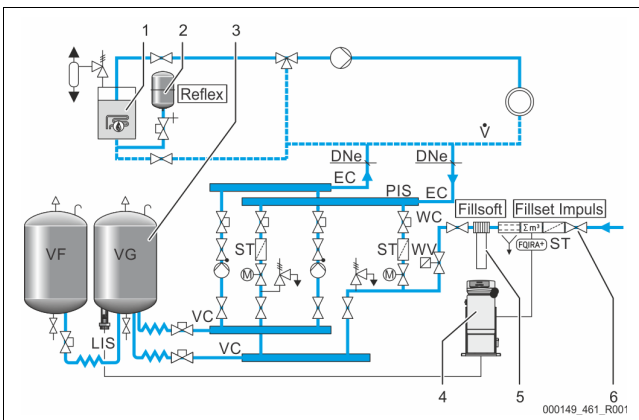 1 2 3
Reflex
V̇
DNe DNe
EC PIS EC
WC Fillsoft Fillset Impuls
Σm³
ST ST WV FQIRA+ ST
VF VG
M M
LIS VC
VC
4 5 6
000149_461_R001